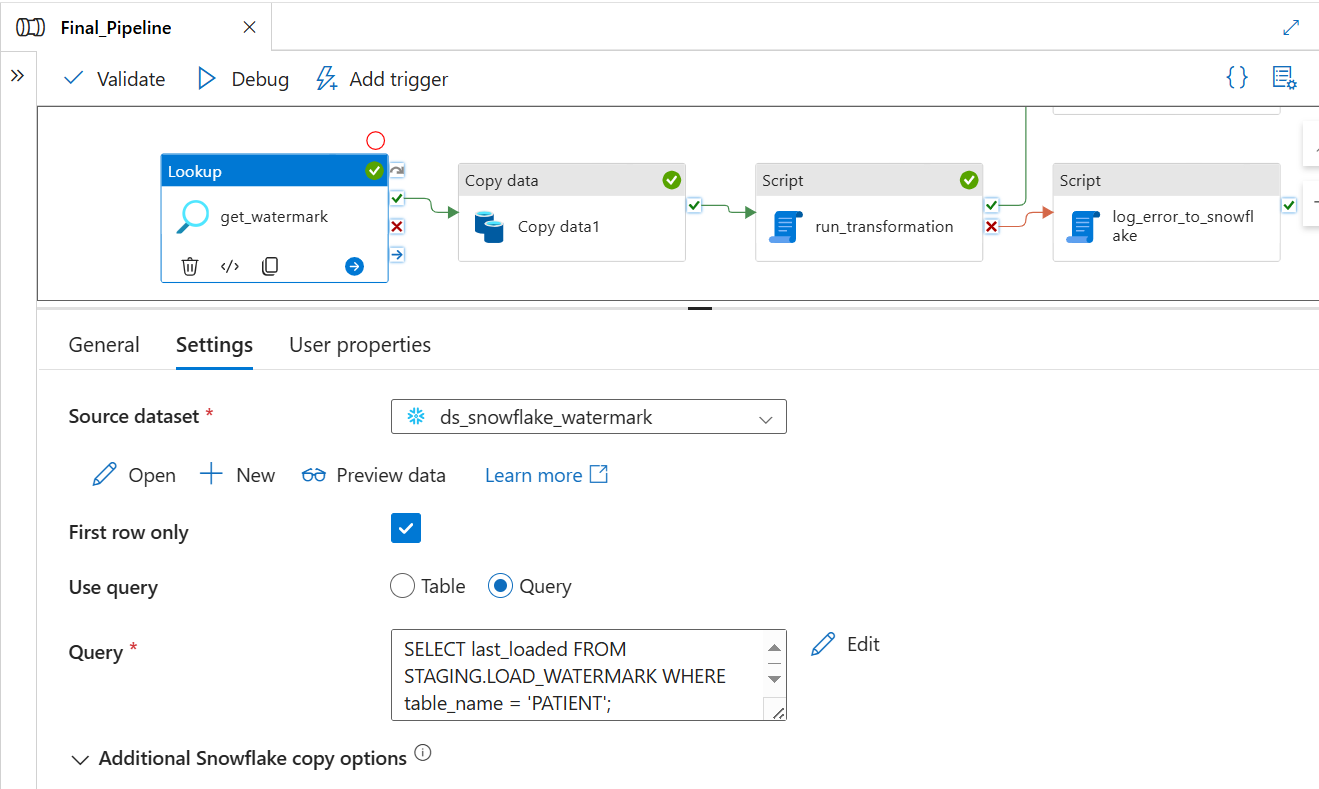 Final_Pipeline
Validate
Debug
Add trigger
Lookup
get_watermark
Copy data
Copy data1
Script
run_transformation
Script
log_error_to_snowfl
ake
General
Settings
User properties
Source dataset *
ds_snowflake_watermark
Open
New
Preview data
Learn more
First row only
Use query
Table
Query
Query *
SELECT last_loaded FROM
STAGING.LOAD_WATERMARK WHERE
table_name = 'PATIENT';
Edit
Additional Snowflake copy options